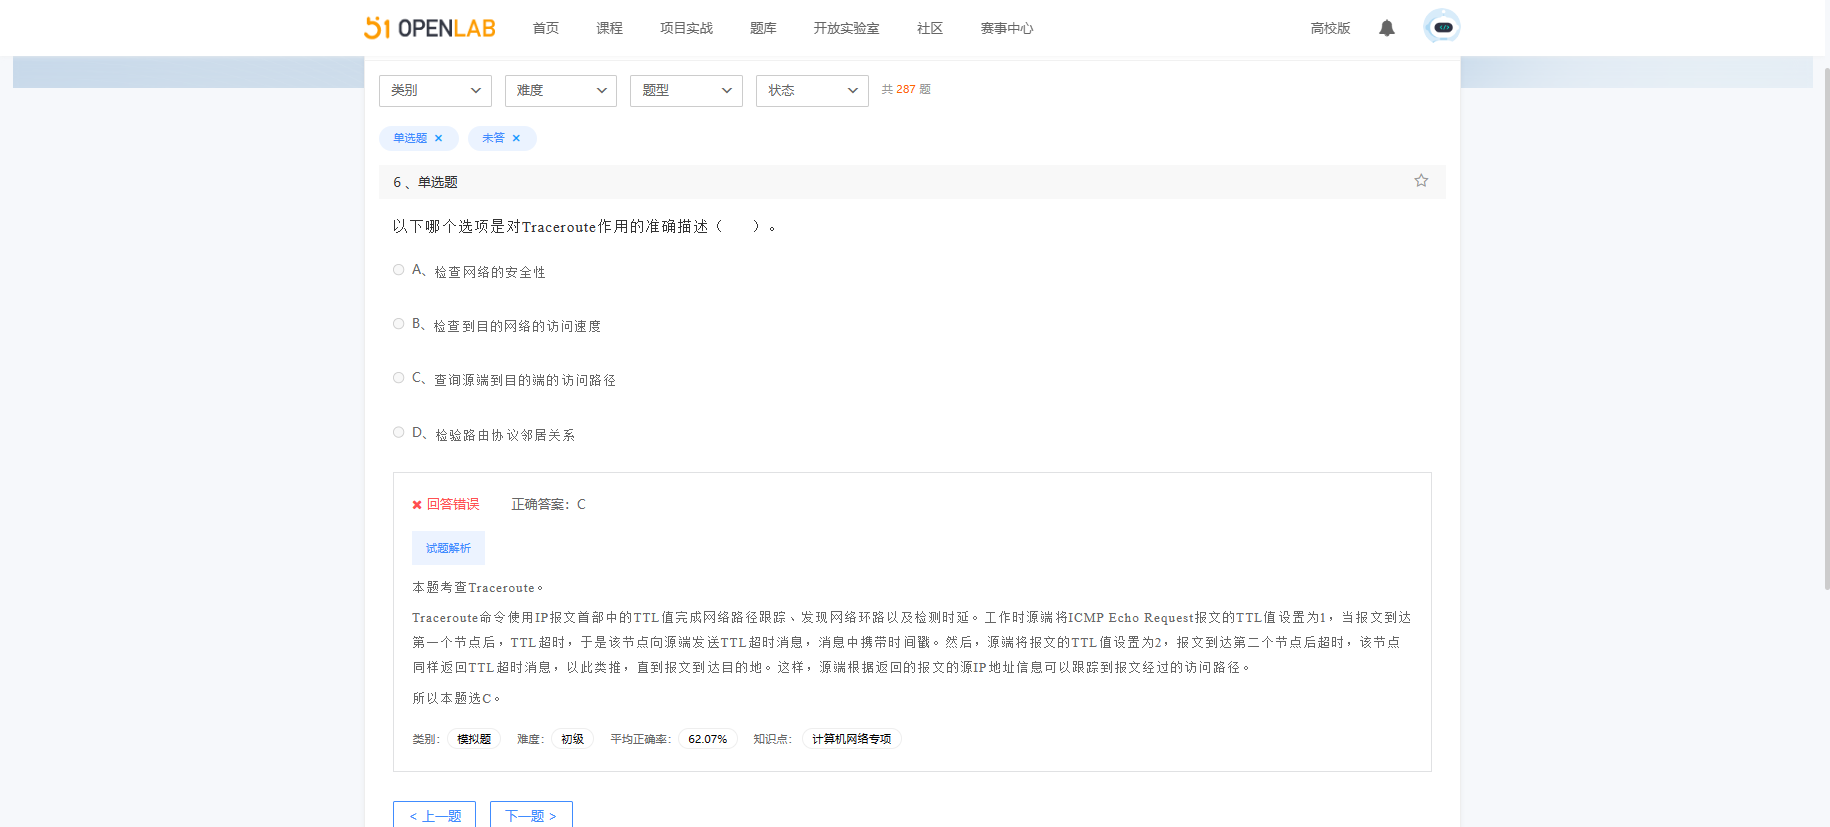 51 OPENLAB 首页 课程 项目实战 题库 开放实验室 社区 赛事中心 高校版
类别 难度 题型 状态 共 287 题
单选题 × 未答 ×
6 、单选题
以下哪个选项是对Traceroute作用的准确描述（　　）。
A、检查网络的安全性
B、检查到目的网络的访问速度
C、查询源端到目的端的访问路径
D、检验路由协议邻居关系
回答错误 正确答案：C
试题解析
本题考查Traceroute。
Traceroute命令使用IP报文首部中的TTL值完成网络路径跟踪、发现网络环路以及检测时延。工作时源端将ICMP Echo Request报文的TTL值设置为1，当报文到达
第一个节点后，TTL超时，于是该节点向源端发送TTL超时消息，消息中携带时间戳。然后，源端将报文的TTL值设置为2，报文到达第二个节点后超时，该节点
同样返回TTL超时消息，以此类推，直到报文到达目的地。这样，源端根据返回的报文的源IP地址信息可以跟踪到报文经过的访问路径。
所以本题选C。
类别： 模拟题 难度： 初级 平均正确率： 62.07% 知识点： 计算机网络专项
< 上一题 下一题 >